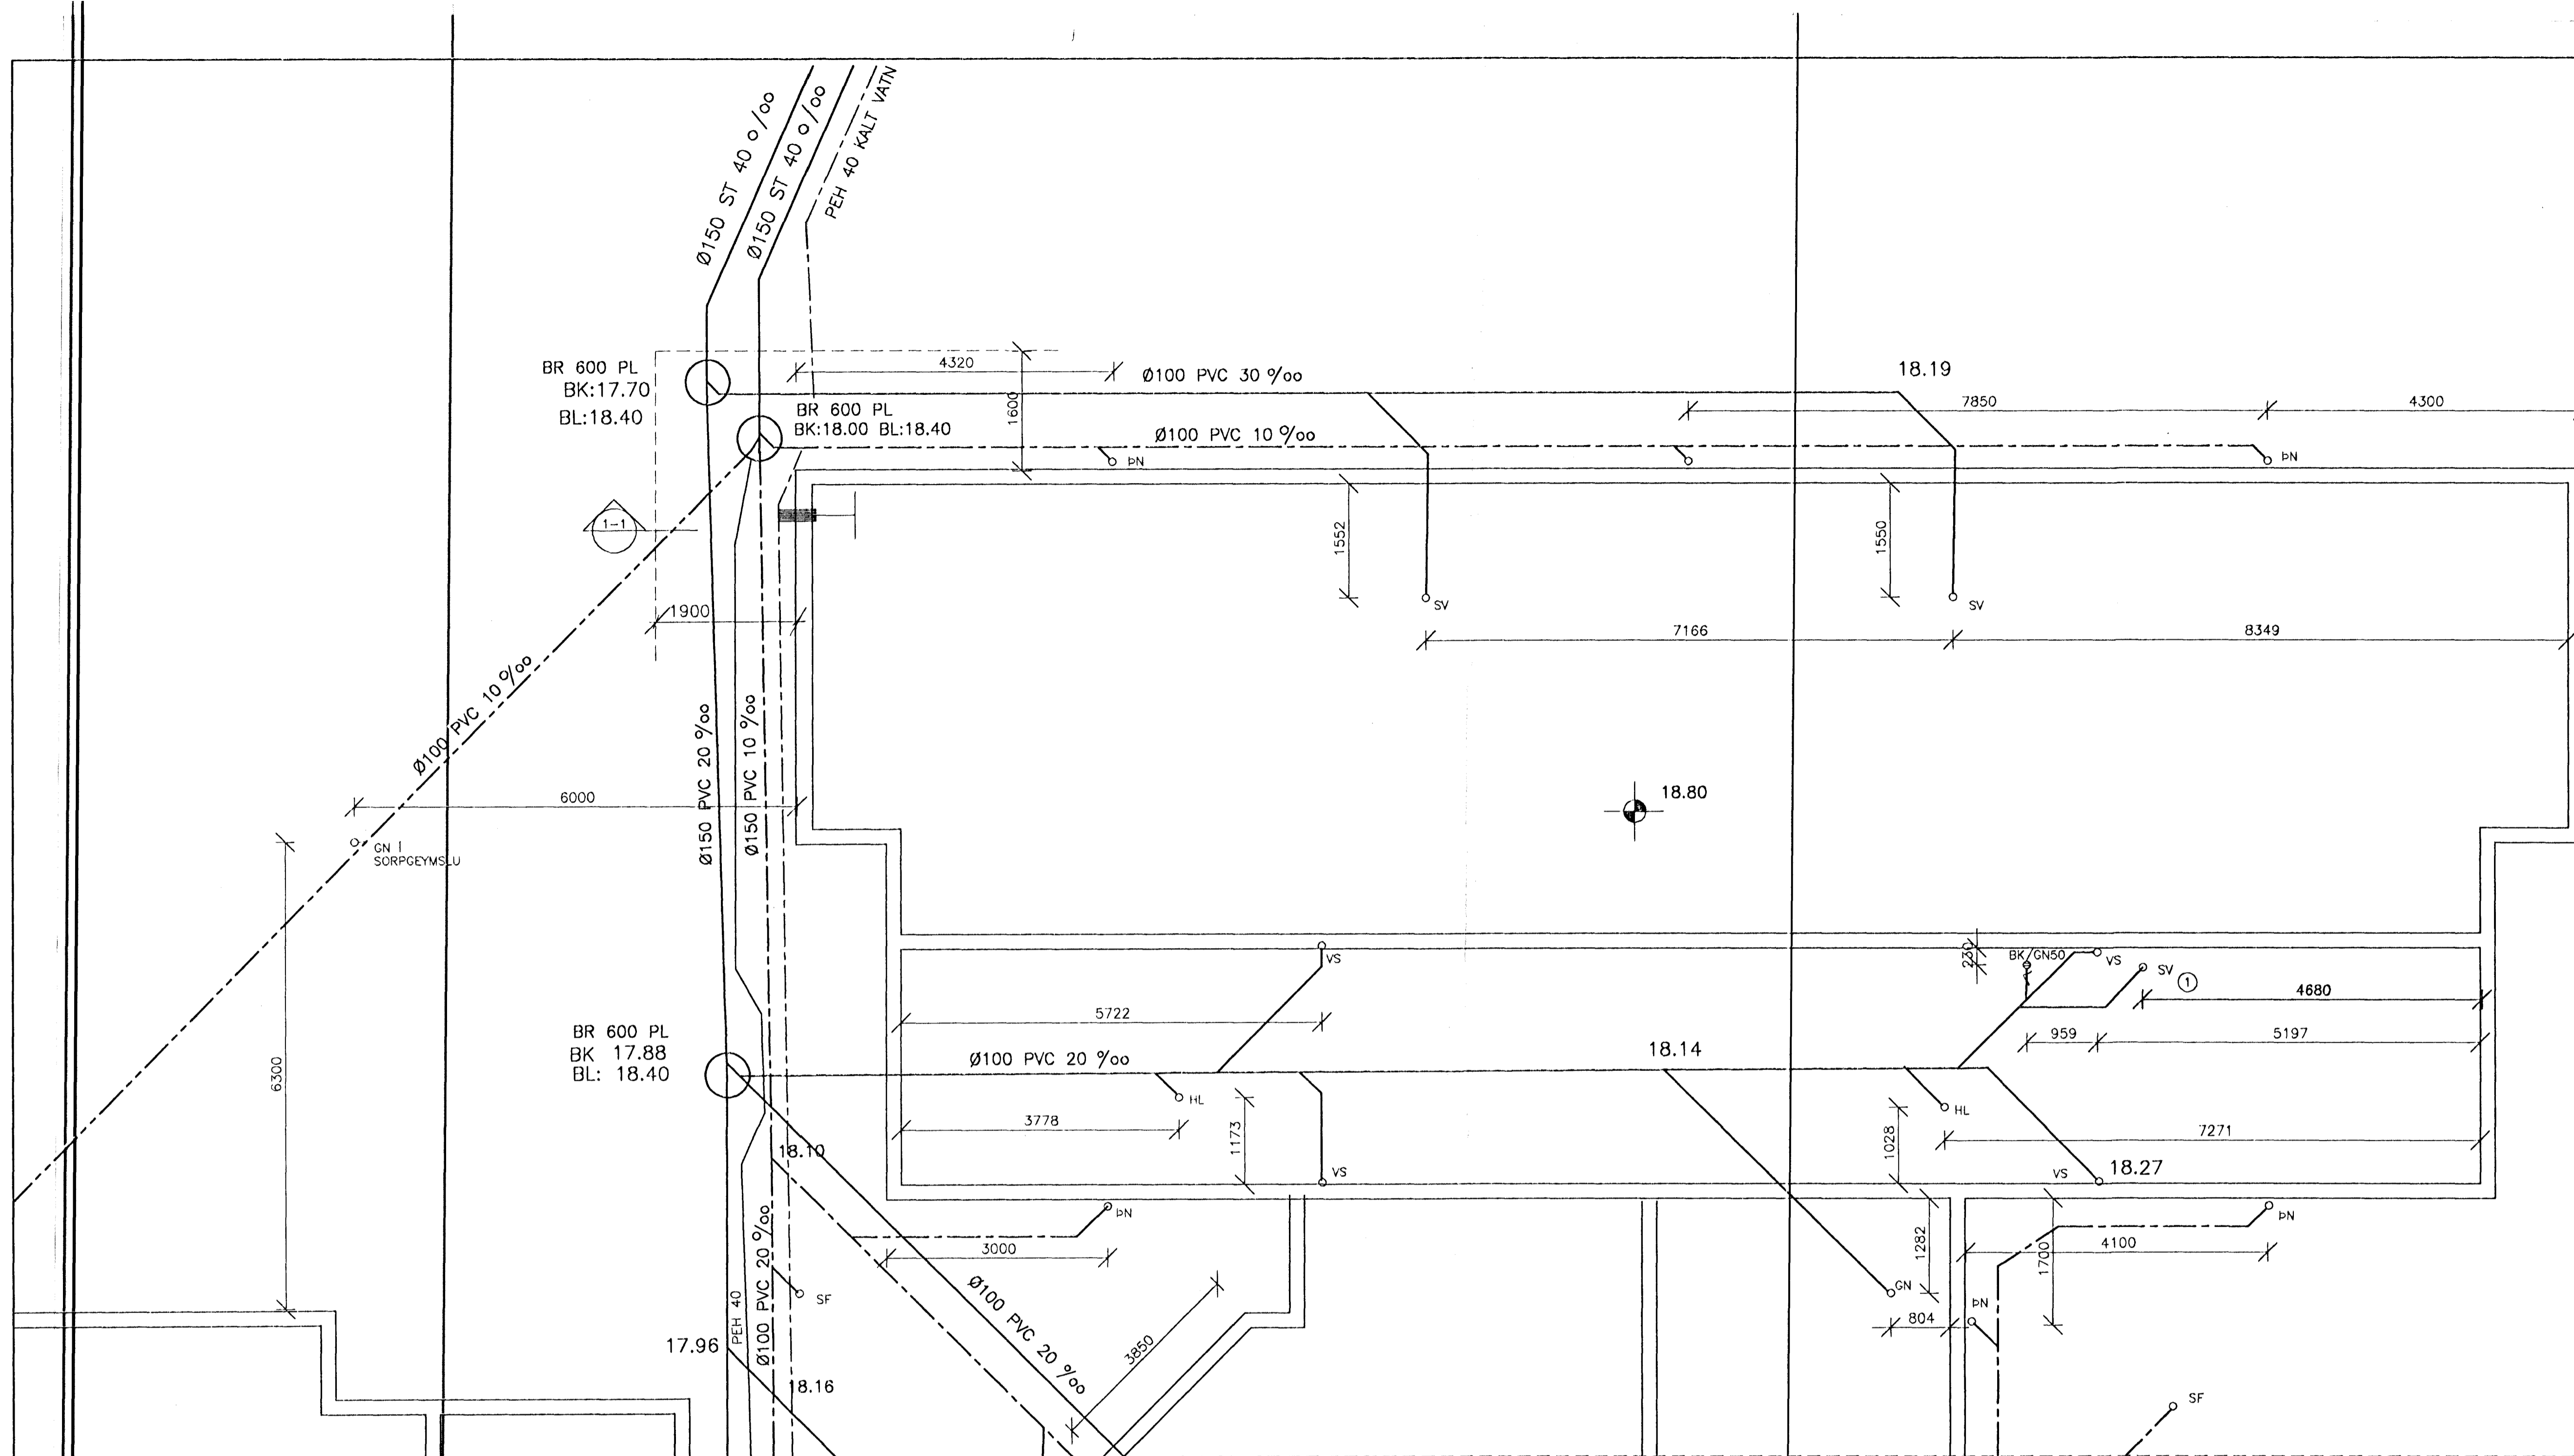 Ø150 ST 40 o/oo
Ø150 ST 40 o/oo
PEH 40 KALT VATN
BR 600 PL
BK:17.70
BL:18.40
4320
1600
Ø100 PVC 30 ‰
18.19
7850
4300
BR 600 PL
BK:18.00 BL:18.40
Ø100 PVC 10 ‰
ÞN
ÞN
1-1
1552
1550
SV
SV
1900
7166
8349
Ø100 PVC 10 ‰
Ø150 PVC 20 ‰
Ø150 PVC 10 ‰
6000
18.80
GN Í
SORPGEYMSLU
6300
VS
230
BK/GN50
VS
SV
1
4680
5722
959
5197
BR 600 PL
BK 17.88
BL: 18.40
Ø100 PVC 20 ‰
18.14
HL
HL
3778
1173
1028
7271
18.10
VS
VS
18.27
ÞN
ÞN
3000
1282
1700
4100
Ø100 PVC 20 ‰
PEH 40
SF
Ø100 PVC 20 ‰
3850
GN
ÞN
804
17.96
18.16
SF